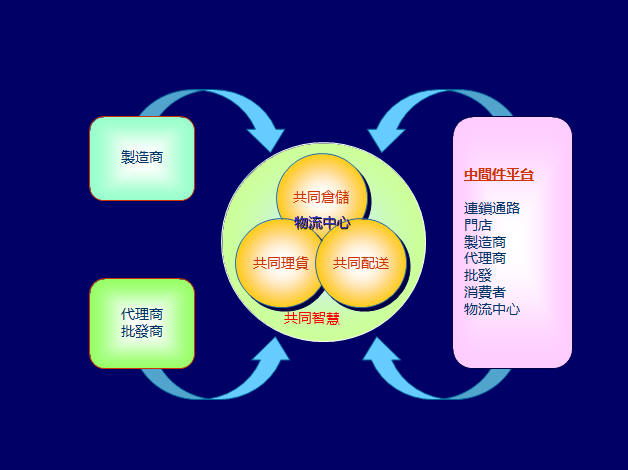 製造商
代理商
批發商
共同倉儲
物流中心
共同理貨
共同配送
共同智慧
中間件平台
連鎖通路
門店
製造商
代理商
批發
消費者
物流中心